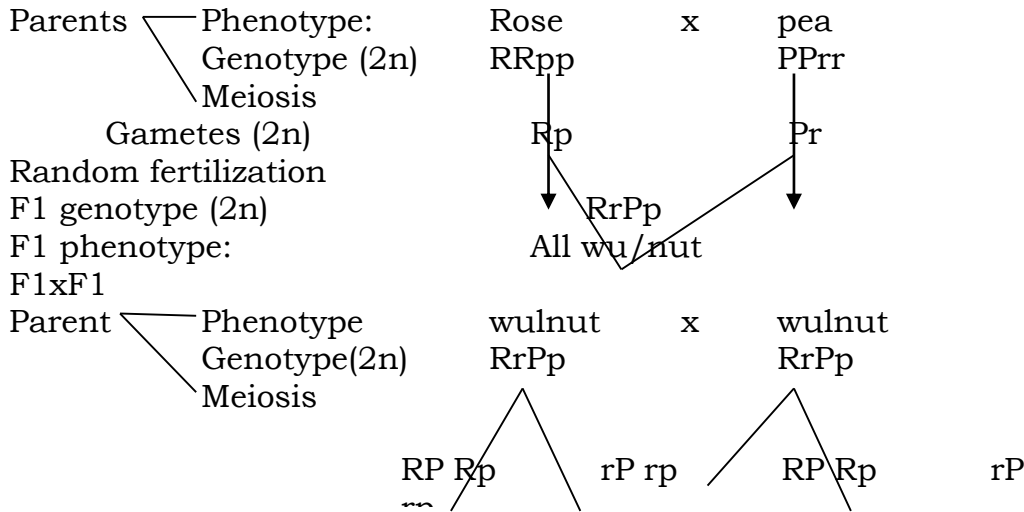 Parents Phenotype: Rose x pea
Genotype (2n) RRpp PPrr
Meiosis
Gametes (2n) Rp Pr
Random fertilization
F1 genotype (2n) RrPp
F1 phenotype: All wu/nut
F1xF1
Parent Phenotype wulnut x wulnut
Genotype(2n) RrPp RrPp
Meiosis
RP Rp rP rp RP Rp rP
rp